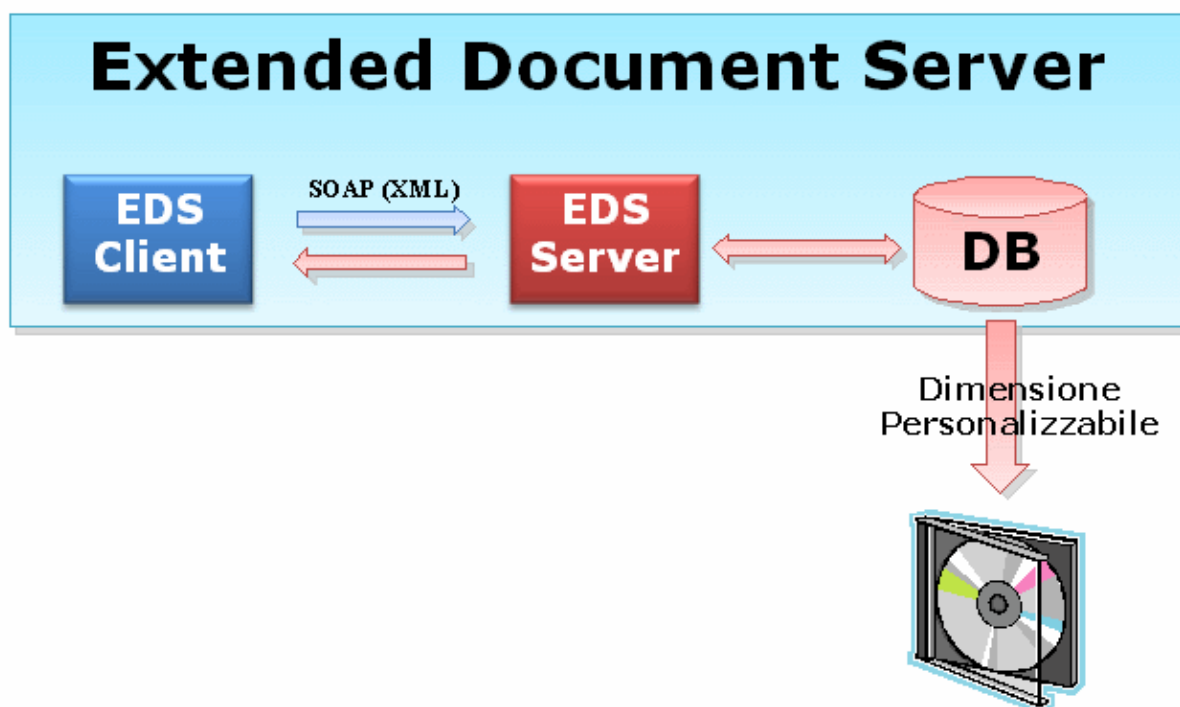 Extended Document Server
EDS
Client
SOAP (XML)
EDS
Server
DB
Dimensione
Personalizzabile